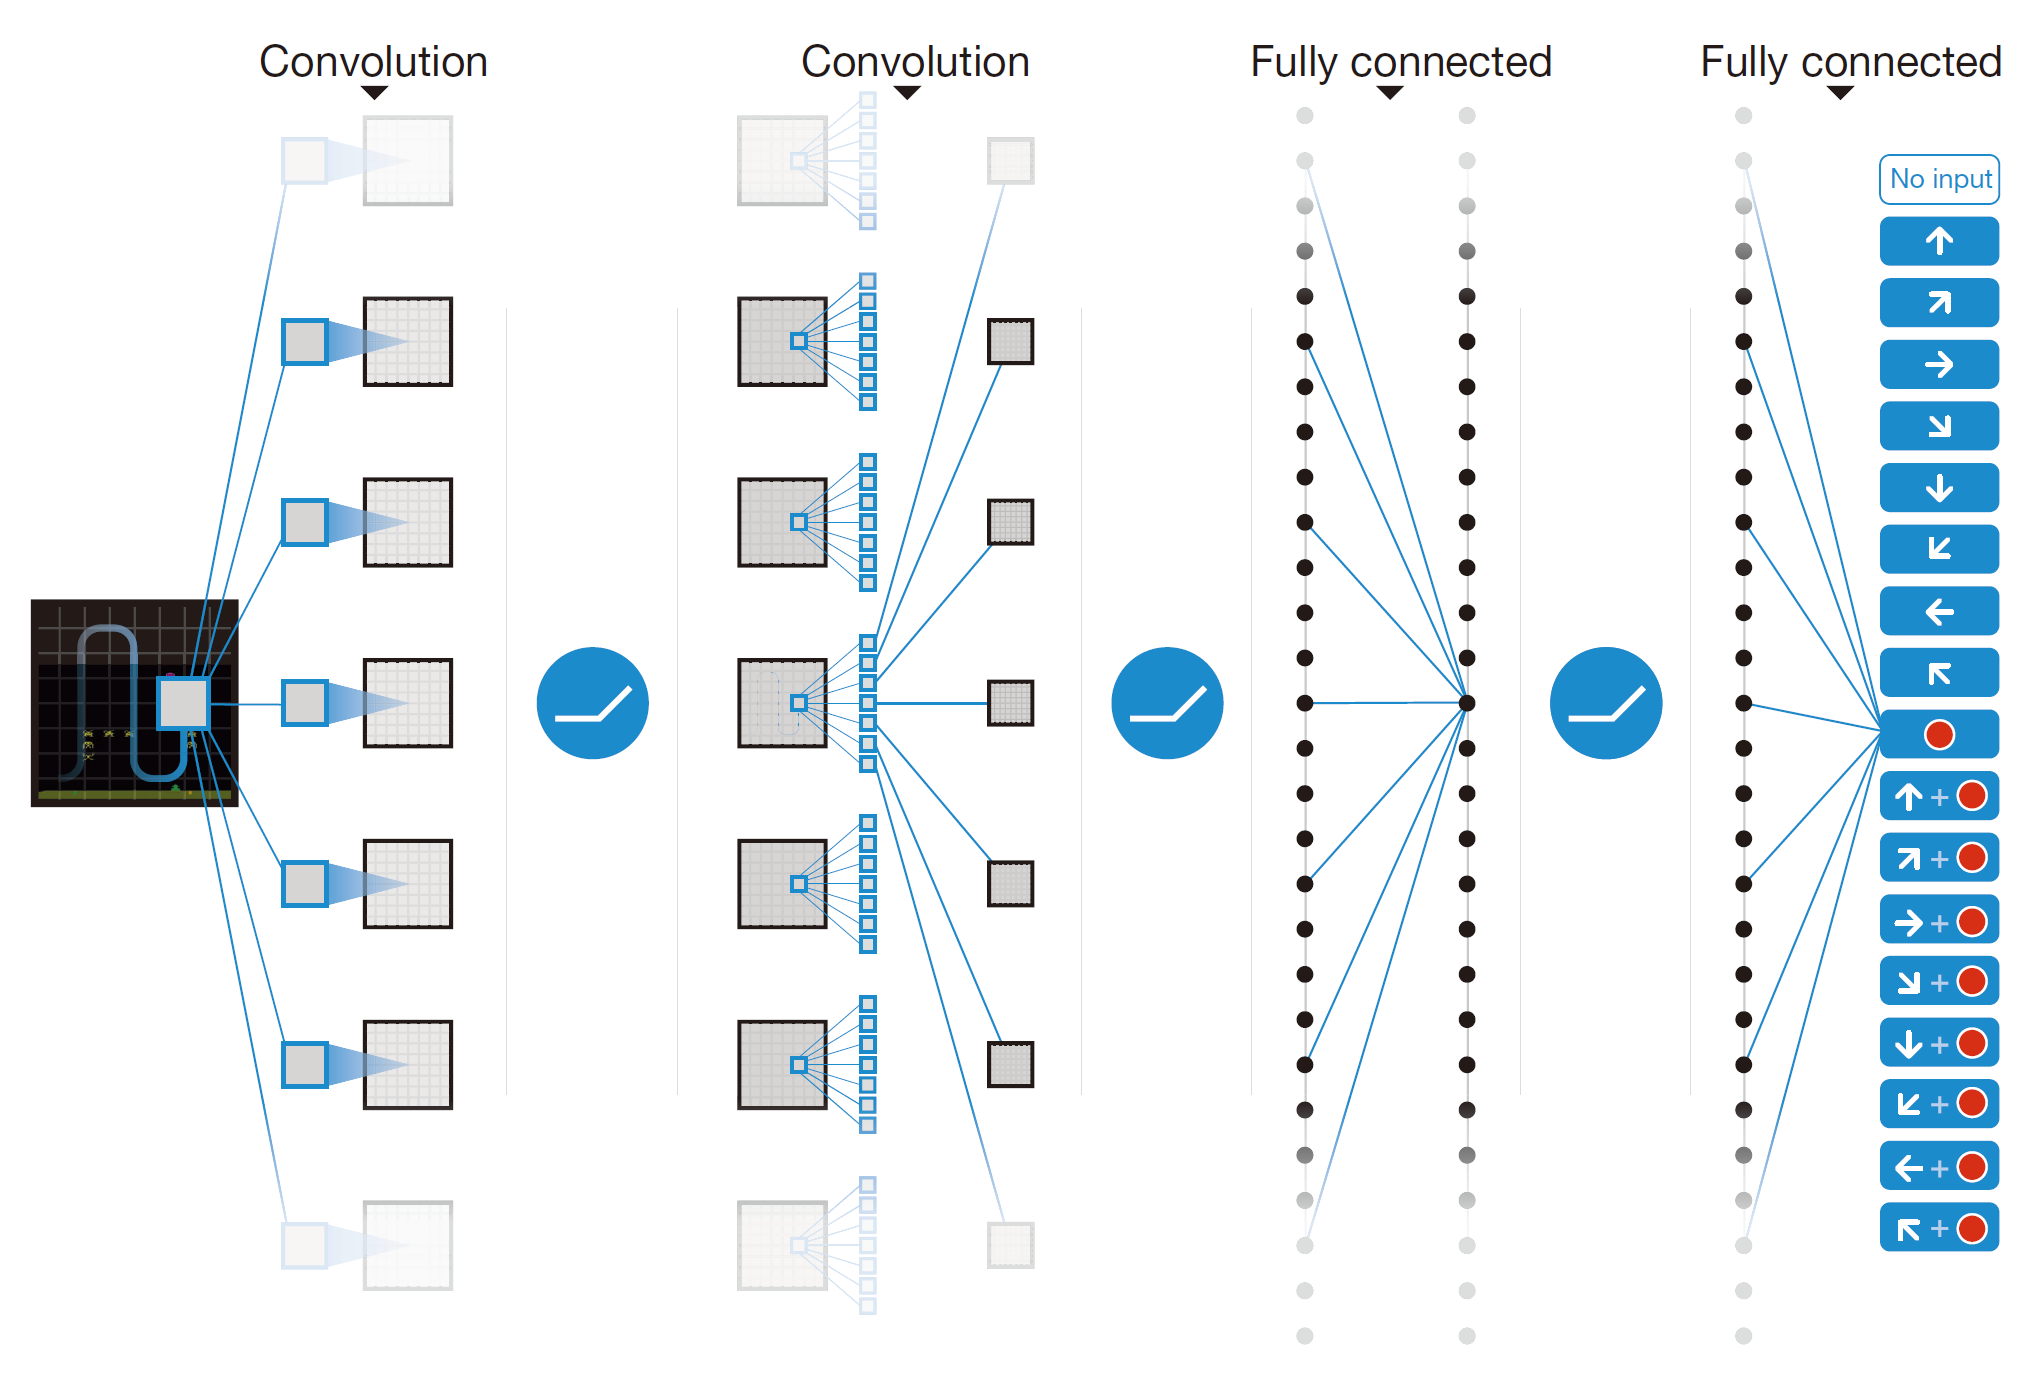 Convolution
Convolution
Fully connected
Fully connected
No input
+
+
+
+
+
+
+
+